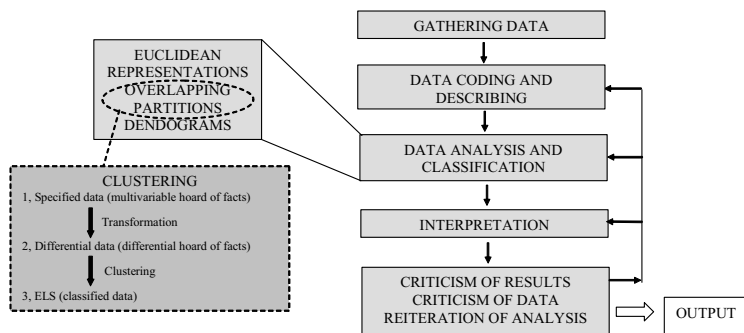 GATHERING DATA
EUCLIDEAN
REPRESENTATIONS
OVERLAPPING
PARTITIONS
DENDOGRAMS
DATA CODING AND
DESCRIBING
DATA ANALYSIS AND
CLASSIFICATION
CLUSTERING
1, Specified data (multivariable hoard of facts)
Transformation
2, Differential data (differential hoard of facts)
Clustering
3, ELS (classified data)
INTERPRETATION
CRITICISM OF RESULTS
CRITICISM OF DATA
REITERATION OF ANALYSIS
OUTPUT